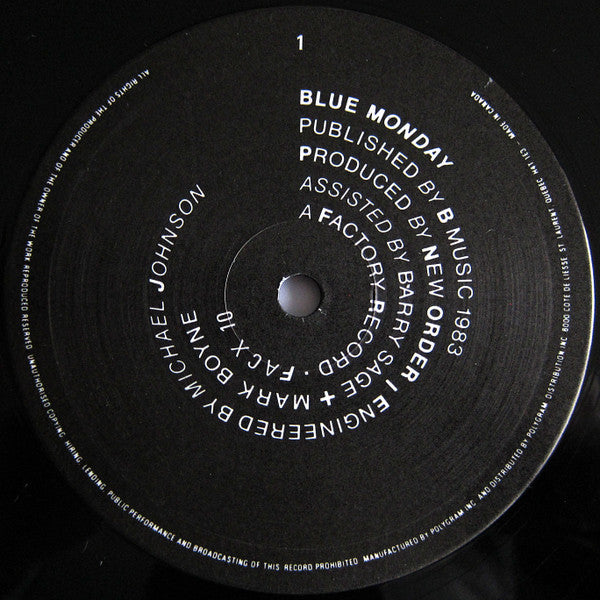 1
BLUE MONDAY
PUBLISHED BY B MUSIC 1983
PRODUCED BY NEW ORDER | ENGINEERED BY MICHAEL JOHNSON
ASSISTED BY BARRY SAGE + MARK BOYNE
A FACTORY RECORD · FACX 10
ALL RIGHTS OF THE PRODUCER AND OF THE OWNER OF THE WORK REPRODUCED RESERVED. UNAUTHORISED COPYING, HIRING, LENDING, PUBLIC PERFORMANCE AND BROADCASTING OF THIS RECORD PROHIBITED. MANUFACTURED BY POLYGRAM INC. AND DISTRIBUTED BY POLYGRAM DISTRIBUTION INC. 6000 COTE DE LIESSE ST. LAURENT, QUEBEC H4T 1E3 MADE IN CANADA